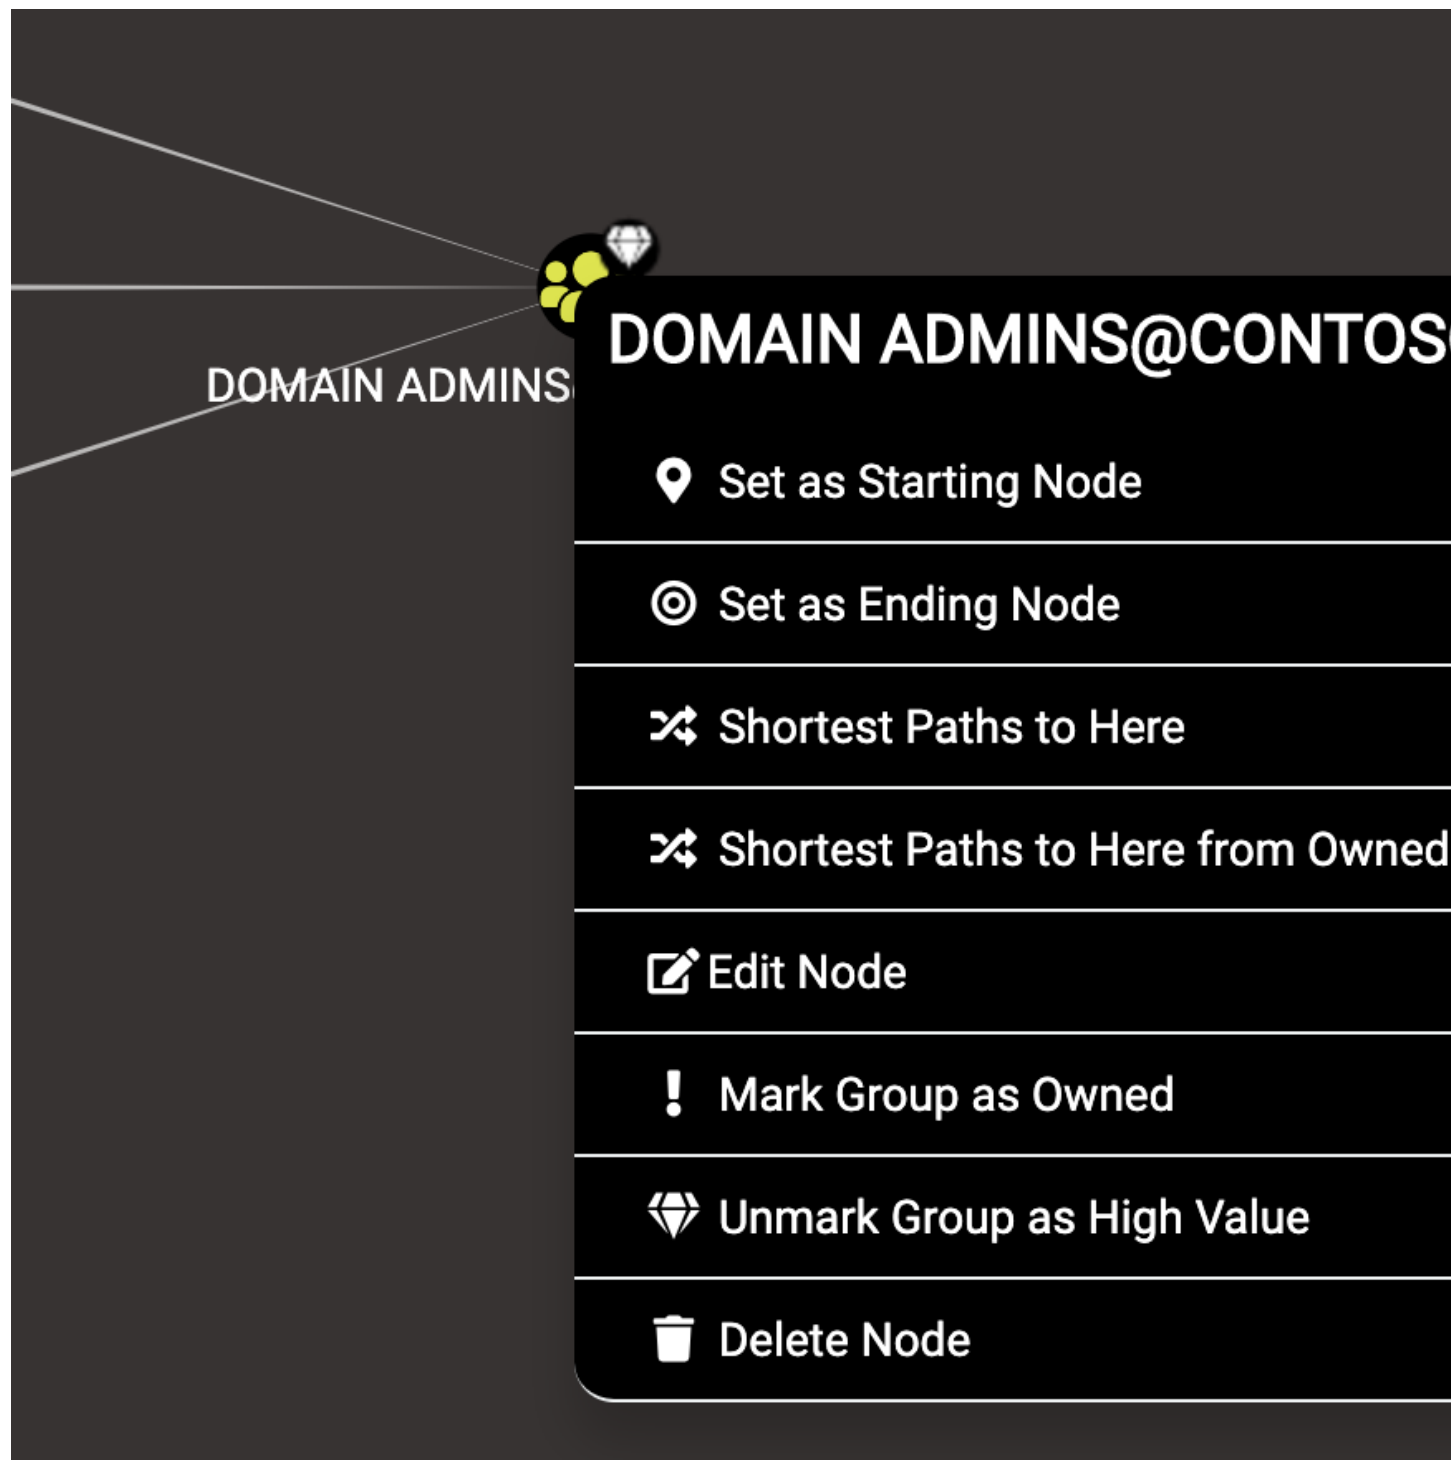 DOMAIN ADMINS@CONTOS
DOMAIN ADMINS
Set as Starting Node
Set as Ending Node
Shortest Paths to Here
Shortest Paths to Here from Owned
Edit Node
Mark Group as Owned
Unmark Group as High Value
Delete Node